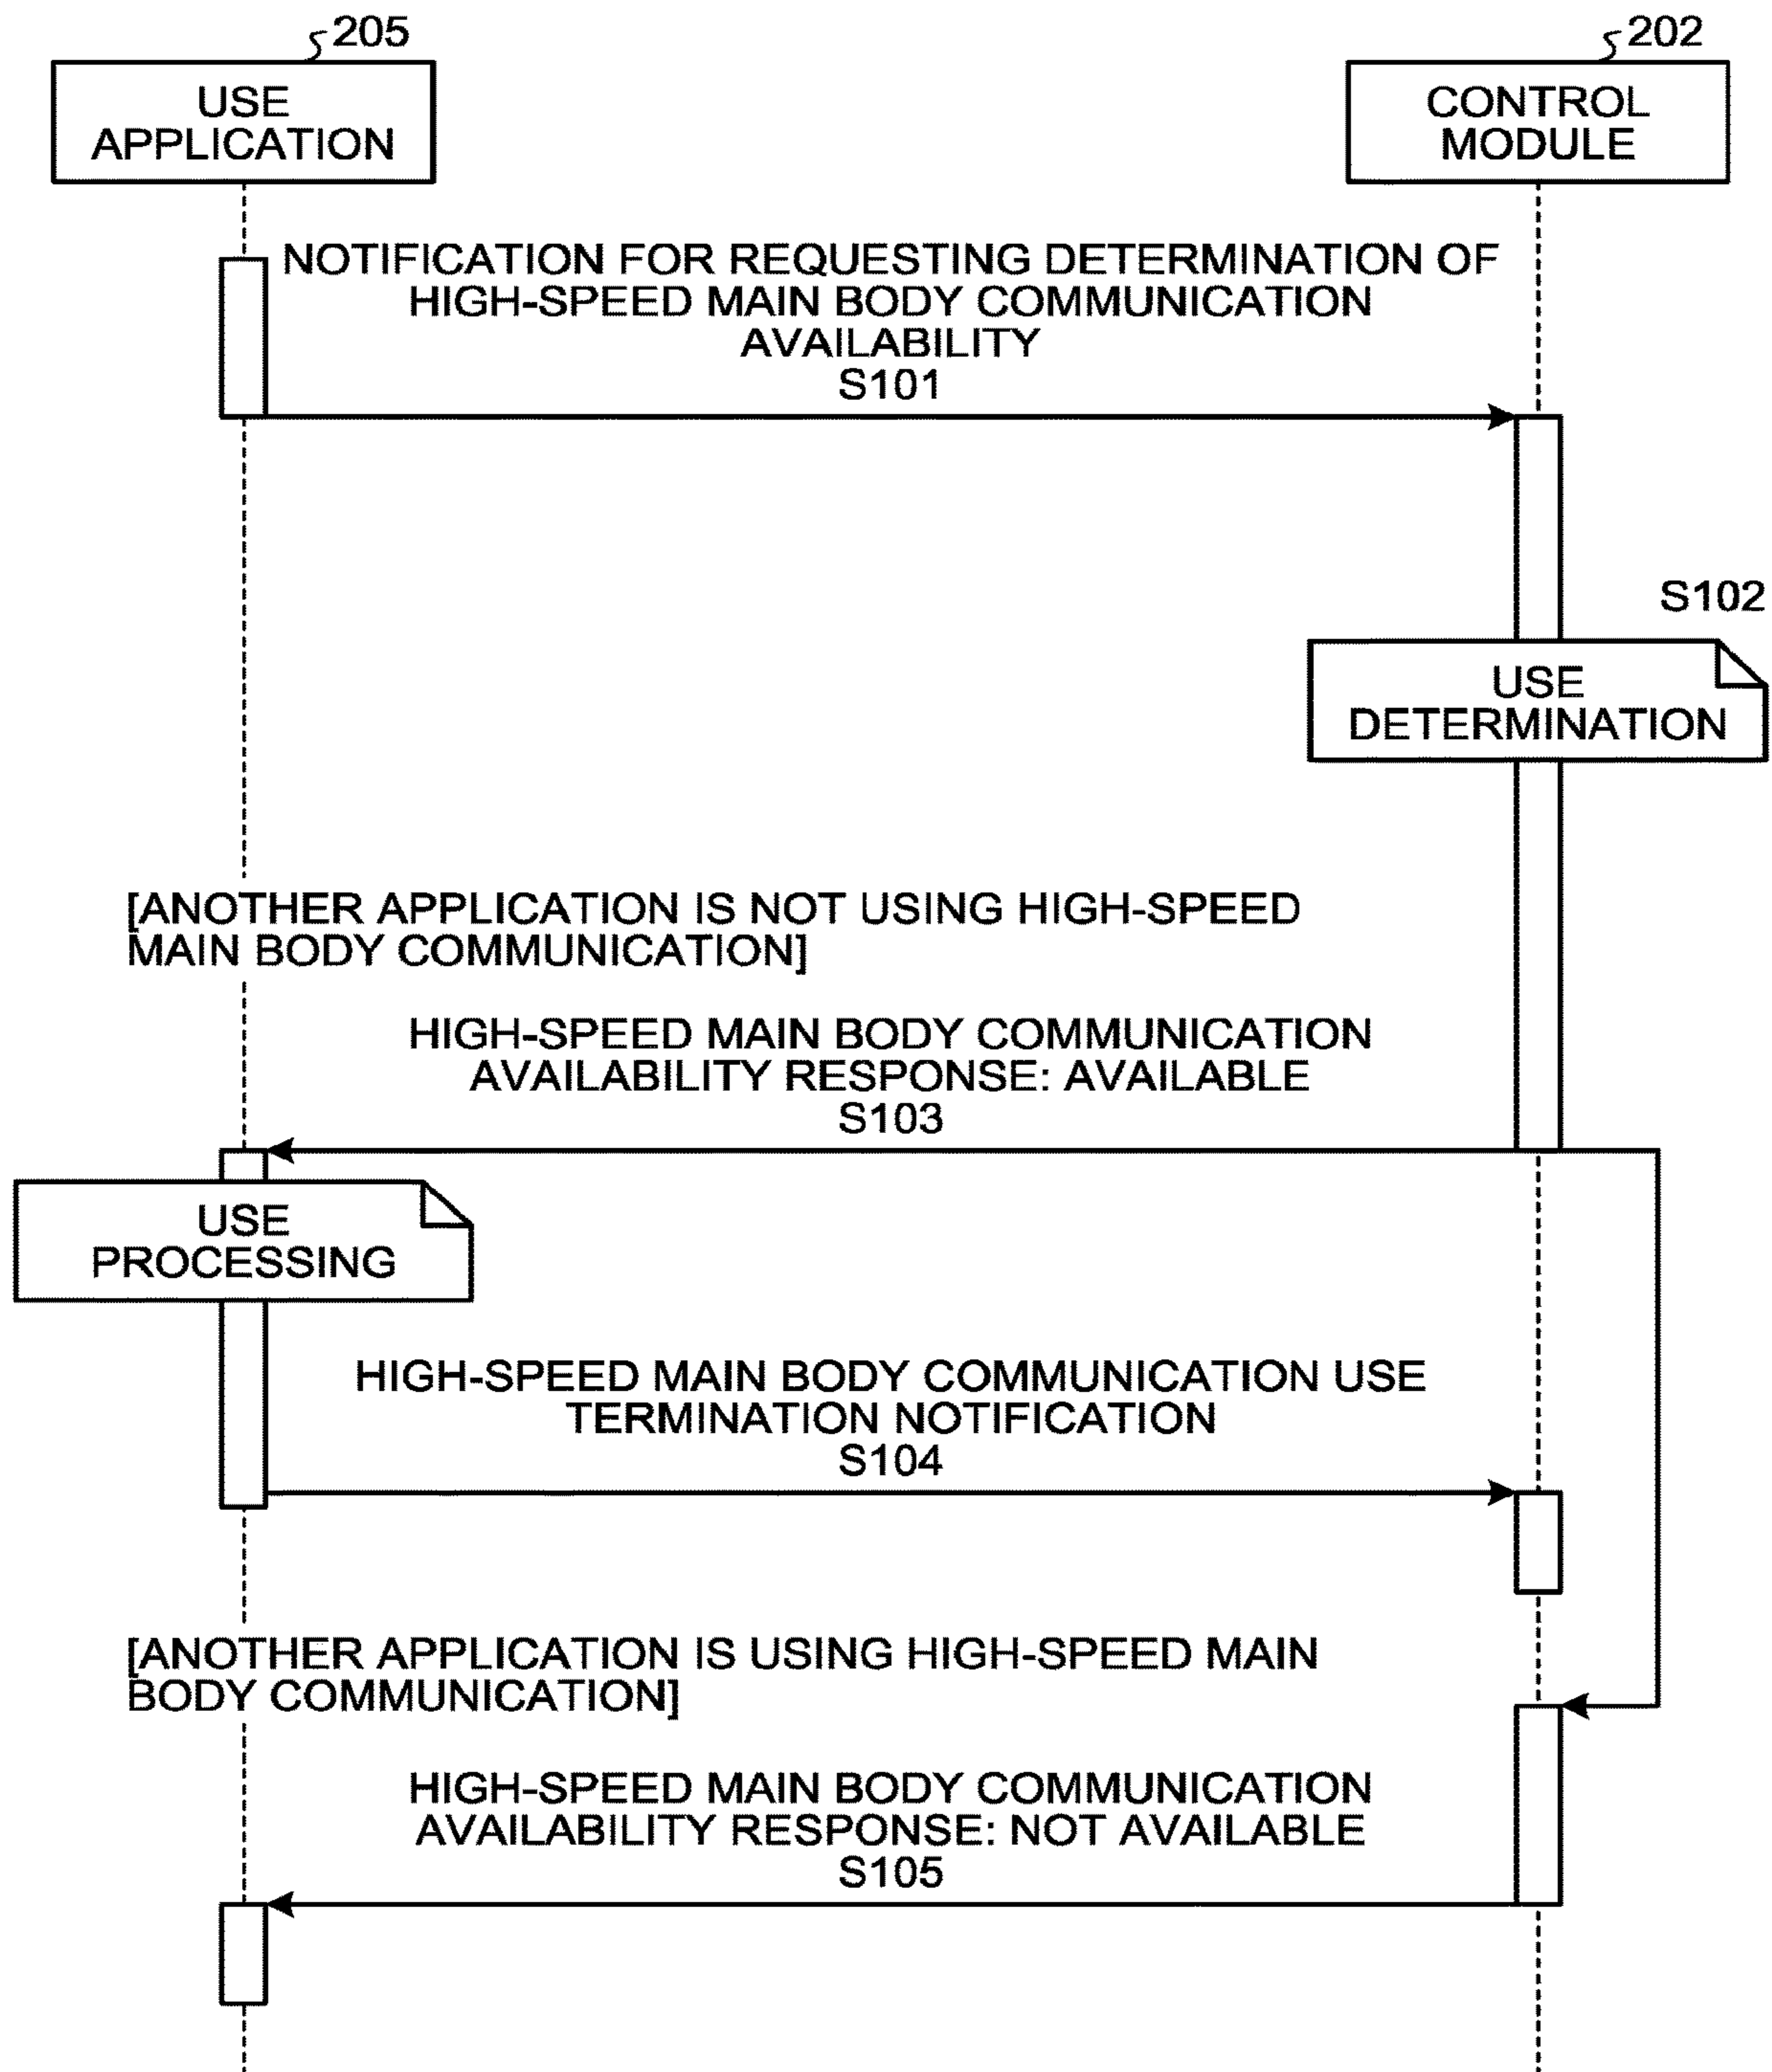 205
202
USE
APPLICATION
CONTROL
MODULE
NOTIFICATION FOR REQUESTING DETERMINATION OF
HIGH-SPEED MAIN BODY COMMUNICATION
AVAILABILITY
S101
S102
USE
DETERMINATION
[ANOTHER APPLICATION IS NOT USING HIGH-SPEED
MAIN BODY COMMUNICATION]
HIGH-SPEED MAIN BODY COMMUNICATION
AVAILABILITY RESPONSE: AVAILABLE
S103
USE
PROCESSING
HIGH-SPEED MAIN BODY COMMUNICATION USE
TERMINATION NOTIFICATION
S104
[ANOTHER APPLICATION IS USING HIGH-SPEED MAIN
BODY COMMUNICATION]
HIGH-SPEED MAIN BODY COMMUNICATION
AVAILABILITY RESPONSE: NOT AVAILABLE
S105